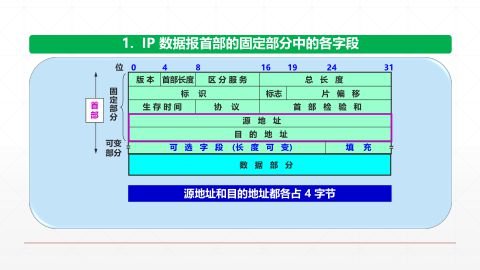 1. IP 数据报首部的固定部分中的各字段
位 0 4 8 16 19 24 31
版本 首部长度 区分服务 总长度
标识 标志 片偏移
生存时间 协议 首部检验和
源地址
目的地址
可选字段 (长度可变) 填充
数据部分
首部
固定部分
可变部分
源地址和目的地址都各占 4 字节